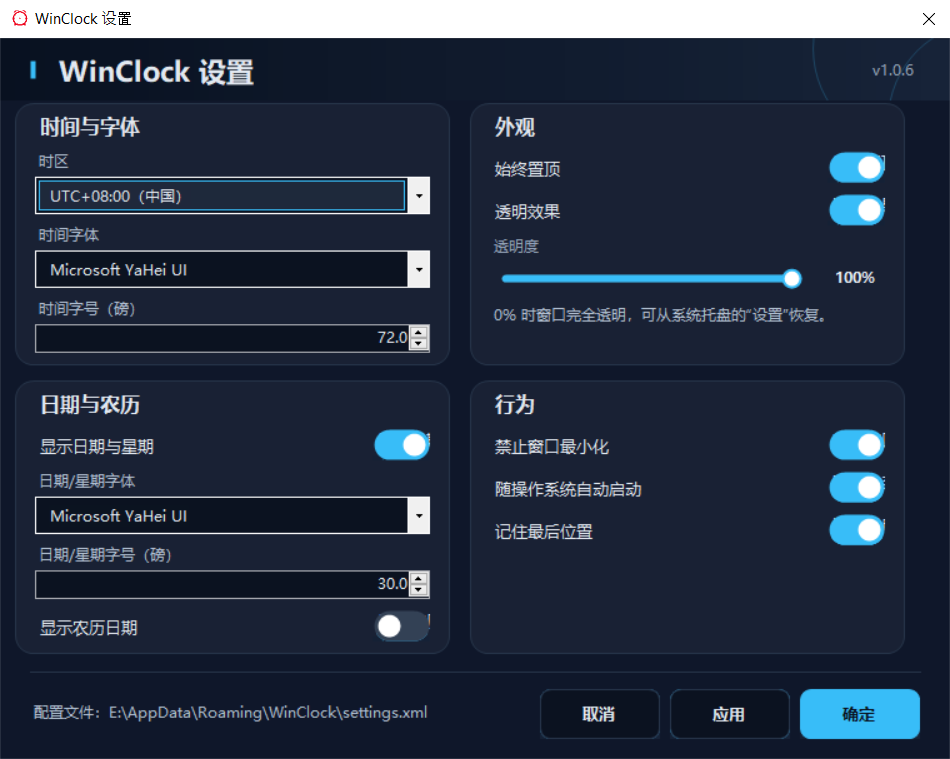 WinClock 设置
WinClock 设置
v1.0.6
时间与字体
时区
UTC+08:00（中国）
时间字体
Microsoft YaHei UI
时间字号（磅）
72.0
外观
始终置顶
透明效果
透明度
100%
0% 时窗口完全透明，可从系统托盘的“设置”恢复。
日期与农历
显示日期与星期
日期/星期字体
Microsoft YaHei UI
日期/星期字号（磅）
30.0
显示农历日期
行为
禁止窗口最小化
随操作系统自动启动
记住最后位置
配置文件：E:\AppData\Roaming\WinClock\settings.xml
取消
应用
确定